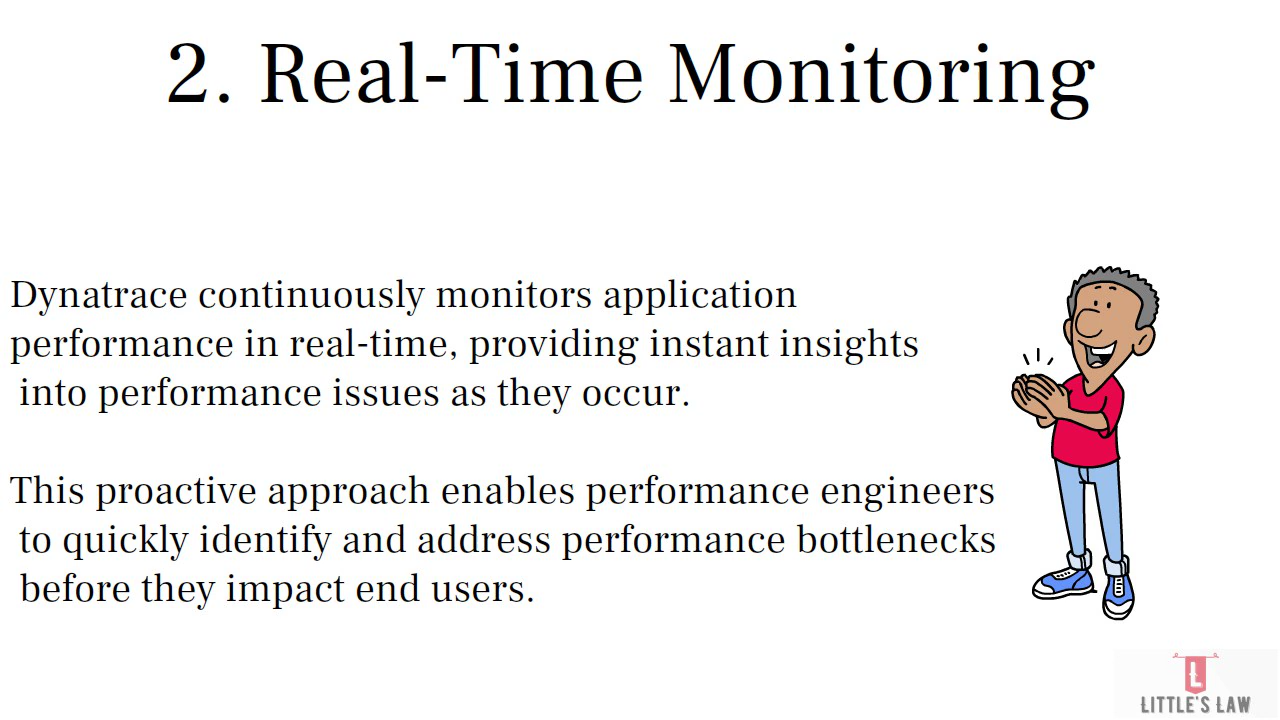 2. Real-Time Monitoring
Dynatrace continuously monitors application
performance in real-time, providing instant insights
into performance issues as they occur.
This proactive approach enables performance engineers
to quickly identify and address performance bottlenecks
before they impact end users.
L
LITTLE'S LAW